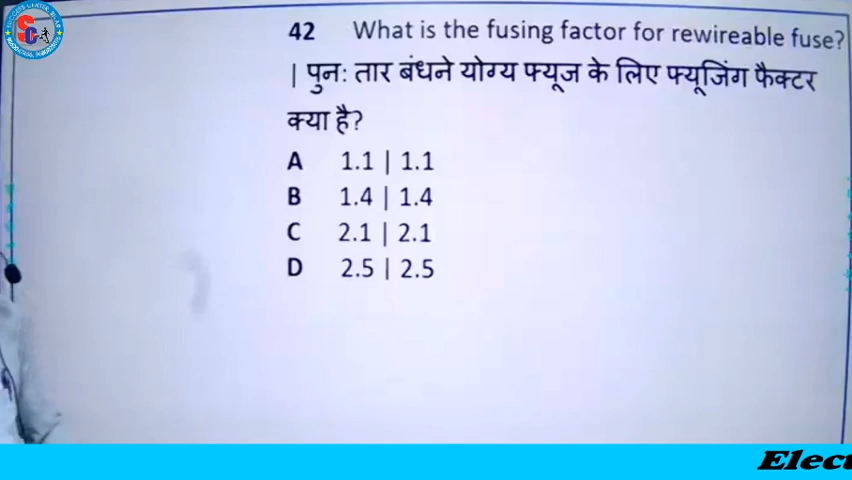 42 What is the fusing factor for rewireable fuse?
| पुनः तार बंधने योग्य फ्यूज के लिए फ्यूजिंग फैक्टर
क्या है?
A 1.1 | 1.1
B 1.4 | 1.4
C 2.1 | 2.1
D 2.5 | 2.5
SC
Elect